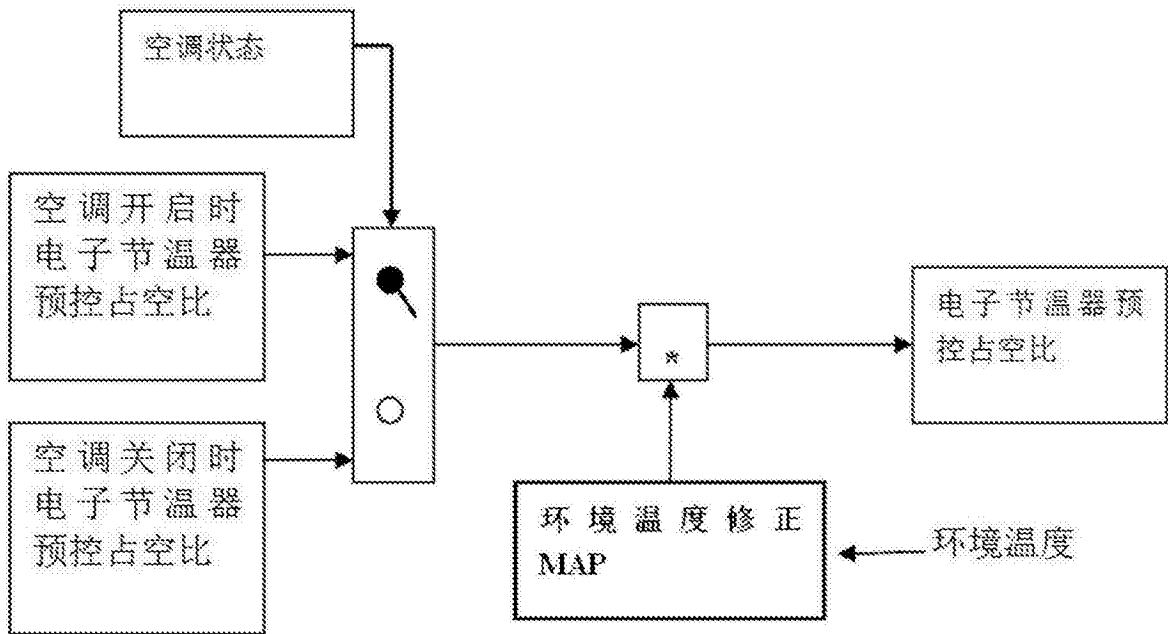 空调状态
空调开启时
电子节温器
预控占空比
空调关闭时
电子节温器
预控占空比
*
电子节温器预
控占空比
环境温度修正
MAP
环境温度